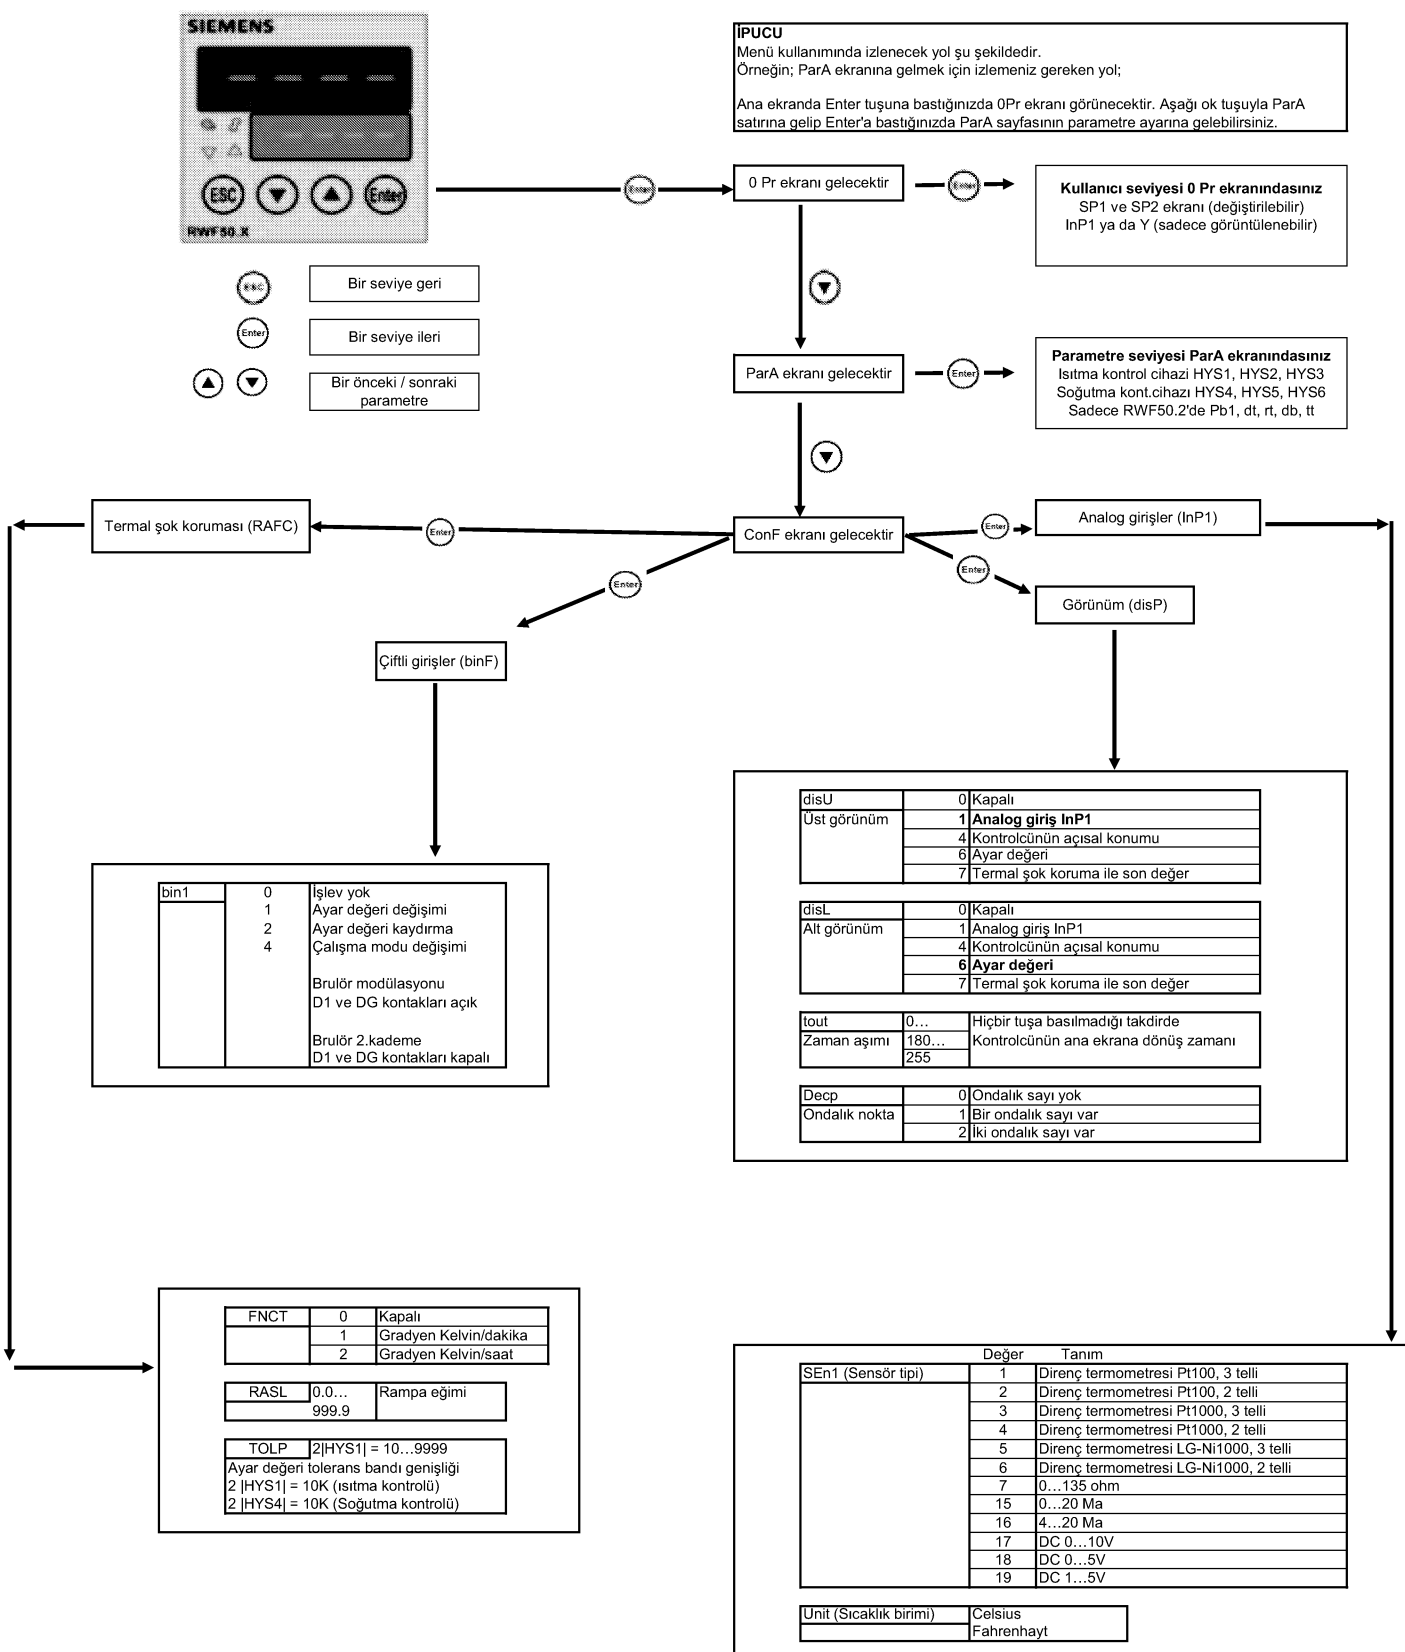 SIEMENS
ESC
Enter
RWF50.X
İPUCU
Menü kullanımında izlenecek yol şu şekildedir.
Örneğin; ParA ekranına gelmek için izlemeniz gereken yol;
Ana ekranda Enter tuşuna bastığınızda 0Pr ekranı görünecektir. Aşağı ok tuşuyla ParA
satırına gelip Enter'a bastığınızda ParA sayfasının parametre ayarına gelebilirsiniz.
Enter
0 Pr ekranı gelecektir
Enter
Kullanıcı seviyesi 0 Pr ekranındasınız
SP1 ve SP2 ekranı (değiştirilebilir)
InP1 ya da Y (sadece görüntülenebilir)
ESC
Bir seviye geri
Enter
Bir seviye ileri
Bir önceki / sonraki
parametre
ParA ekranı gelecektir
Enter
Parametre seviyesi ParA ekranındasınız
Isıtma kontrol cihazi HYS1, HYS2, HYS3
Soğutma kont.cihazı HYS4, HYS5, HYS6
Sadece RWF50.2'de Pb1, dt, rt, db, tt
Termal şok koruması (RAFC)
Enter
ConF ekranı gelecektir
Enter
Analog girişler (InP1)
Enter
Enter
Görünüm (disP)
Çiftli girişler (binF)
disU 0 Kapalı
Üst görünüm 1 Analog giriş InP1
4 Kontrolcünün açısal konumu
6 Ayar değeri
7 Termal şok koruma ile son değer
disL 0 Kapalı
Alt görünüm 1 Analog giriş InP1
4 Kontrolcünün açısal konumu
6 Ayar değeri
7 Termal şok koruma ile son değer
tout 0... Hiçbir tuşa basılmadığı takdirde
Zaman aşımı 180... Kontrolcünün ana ekrana dönüş zamanı
255
Decp 0 Ondalık sayı yok
Ondalık nokta 1 Bir ondalık sayı var
2 İki ondalık sayı var
bin1 0 İşlev yok
1 Ayar değeri değişimi
2 Ayar değeri kaydırma
4 Çalışma modu değişimi
Brulör modülasyonu
D1 ve DG kontakları açık
Brulör 2.kademe
D1 ve DG kontakları kapalı
FNCT 0 Kapalı
1 Gradyen Kelvin/dakika
2 Gradyen Kelvin/saat
RASL 0.0... Rampa eğimi
999.9
TOLP 2|HYS1| = 10...9999
Ayar değeri tolerans bandı genişliği
2 |HYS1| = 10K (ısıtma kontrolü)
2 |HYS4| = 10K (Soğutma kontrolü)
Değer Tanım
SEn1 (Sensör tipi) 1 Direnç termometresi Pt100, 3 telli
2 Direnç termometresi Pt100, 2 telli
3 Direnç termometresi Pt1000, 3 telli
4 Direnç termometresi Pt1000, 2 telli
5 Direnç termometresi LG-Ni1000, 3 telli
6 Direnç termometresi LG-Ni1000, 2 telli
7 0...135 ohm
15 0...20 Ma
16 4...20 Ma
17 DC 0...10V
18 DC 0...5V
19 DC 1...5V
Unit (Sıcaklık birimi) Celsius
Fahrenhayt